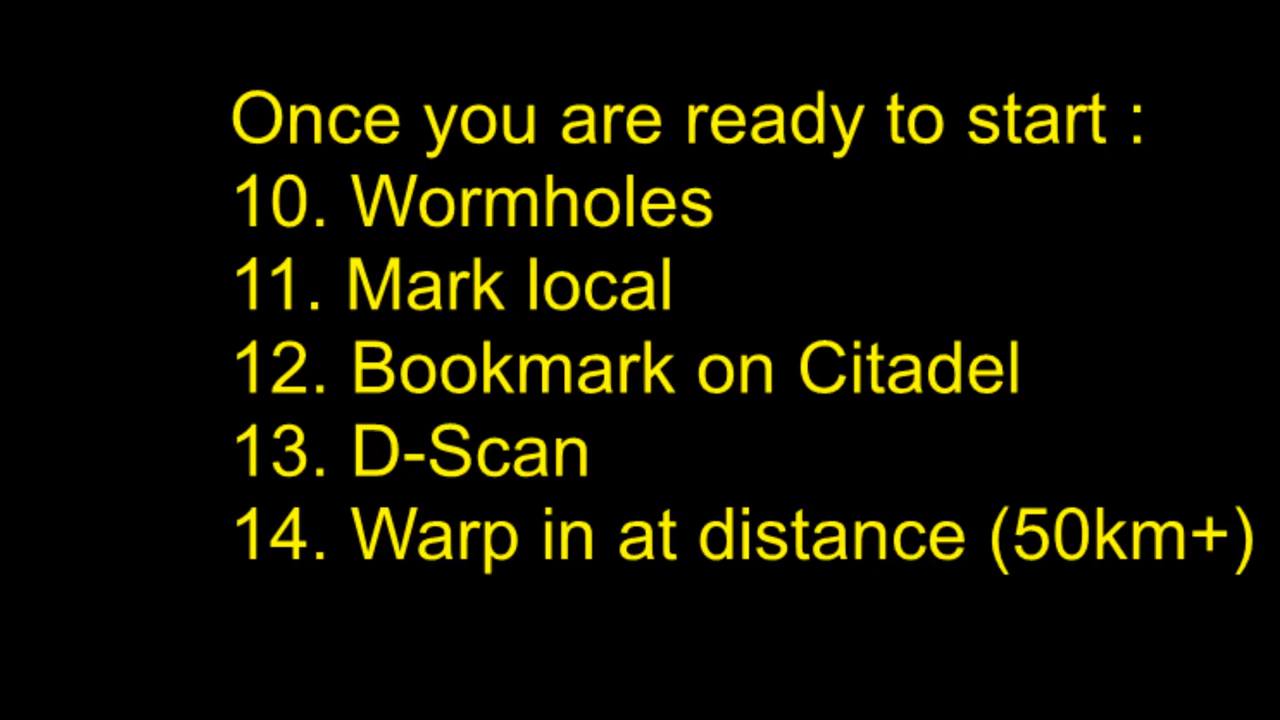 Once you are ready to start :
10. Wormholes
11. Mark local
12. Bookmark on Citadel
13. D-Scan
14. Warp in at distance (50km+)